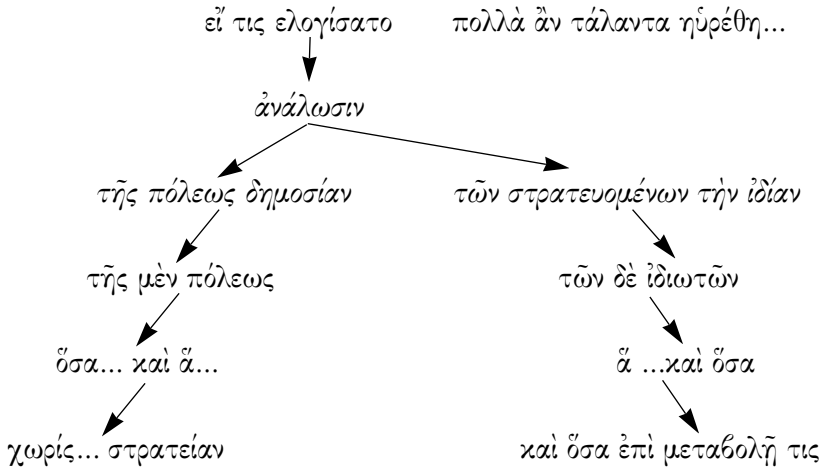 εἴ τις ελογίσατο πολλὰ ἂν τάλαντα ηὑρέθη...
ἀνάλωσιν
τῆς πόλεως δημοσίαν τῶν στρατευομένων τὴν ἰδίαν
τῆς μὲν πόλεως τῶν δὲ ἰδιωτῶν
ὅσα... καὶ ἅ... ἅ ...καὶ ὅσα
χωρίς... στρατείαν καὶ ὅσα ἐπὶ μεταβολῇ τις